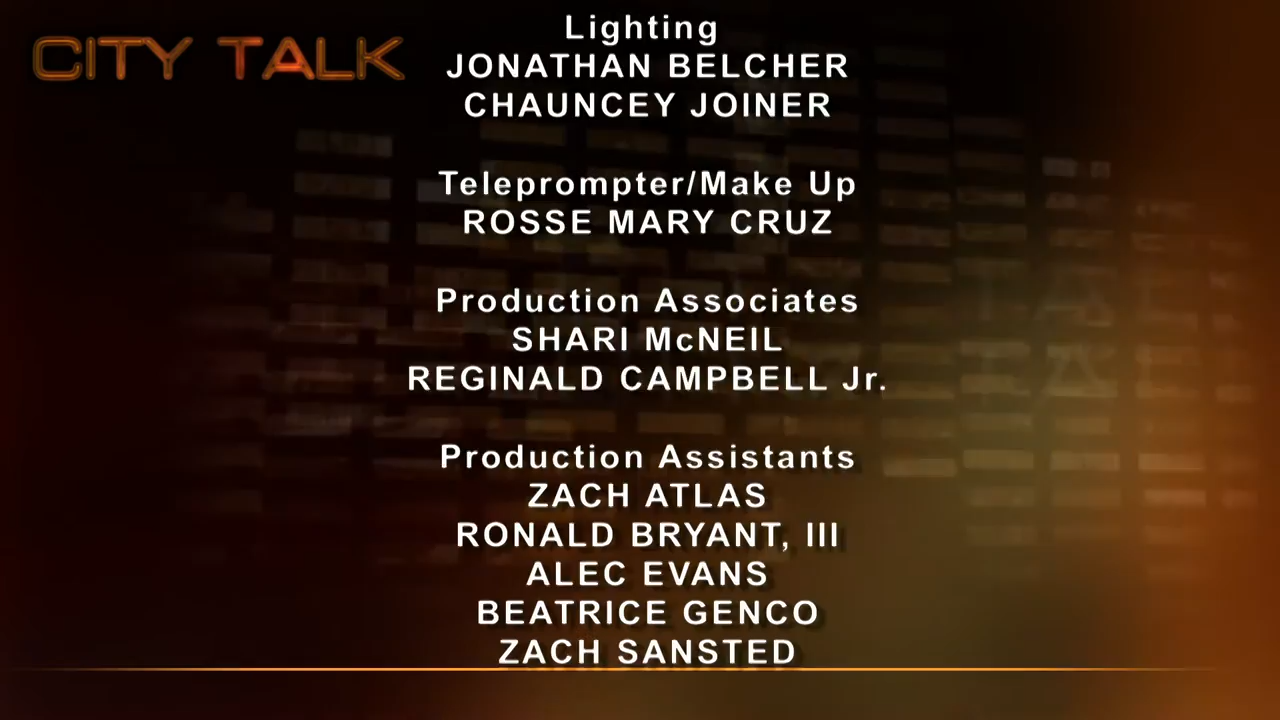 CITY TALK
Lighting
JONATHAN BELCHER
CHAUNCEY JOINER
Teleprompter/Make Up
ROSSE MARY CRUZ
Production Associates
SHARI McNEIL
REGINALD CAMPBELL Jr.
Production Assistants
ZACH ATLAS
RONALD BRYANT, III
ALEC EVANS
BEATRICE GENCO
ZACH SANSTED